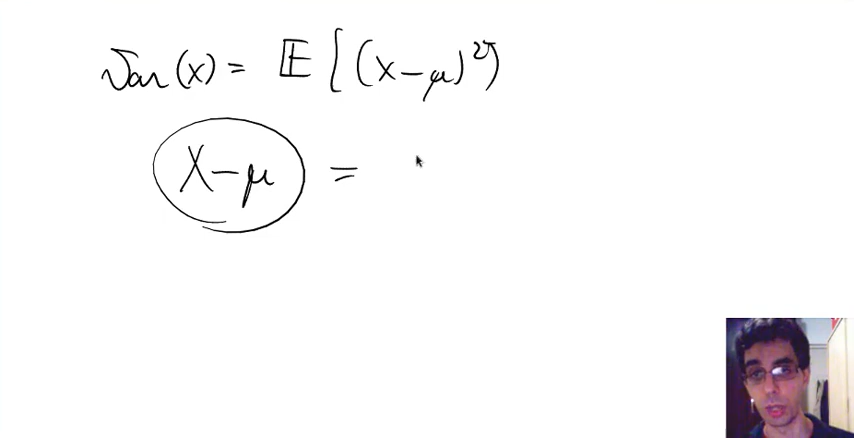 Var(x) = 𝔼{(x-μ)²}
X-μ =